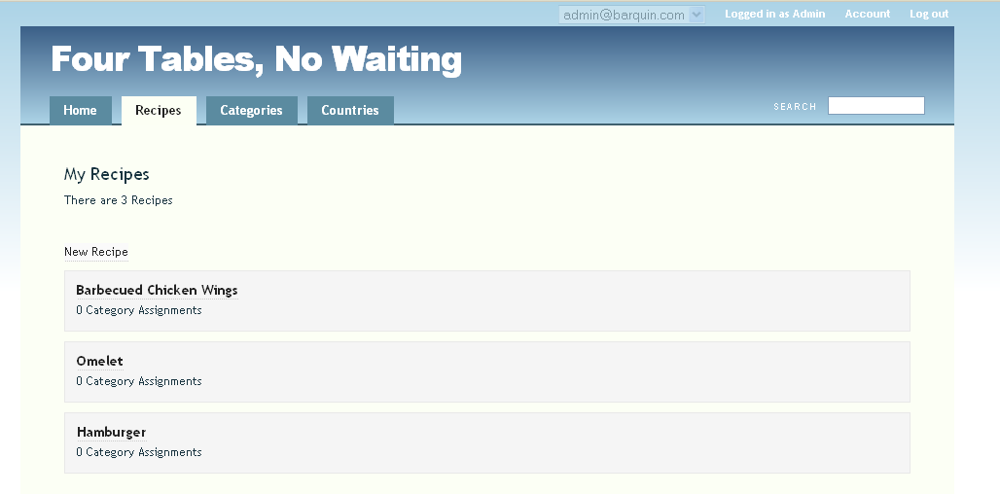 admin@barquin.com Logged in as Admin Account Log out
Four Tables, No Waiting
Home Recipes Categories Countries SEARCH
My Recipes
There are 3 Recipes
New Recipe
Barbecued Chicken Wings
0 Category Assignments
Omelet
0 Category Assignments
Hamburger
0 Category Assignments